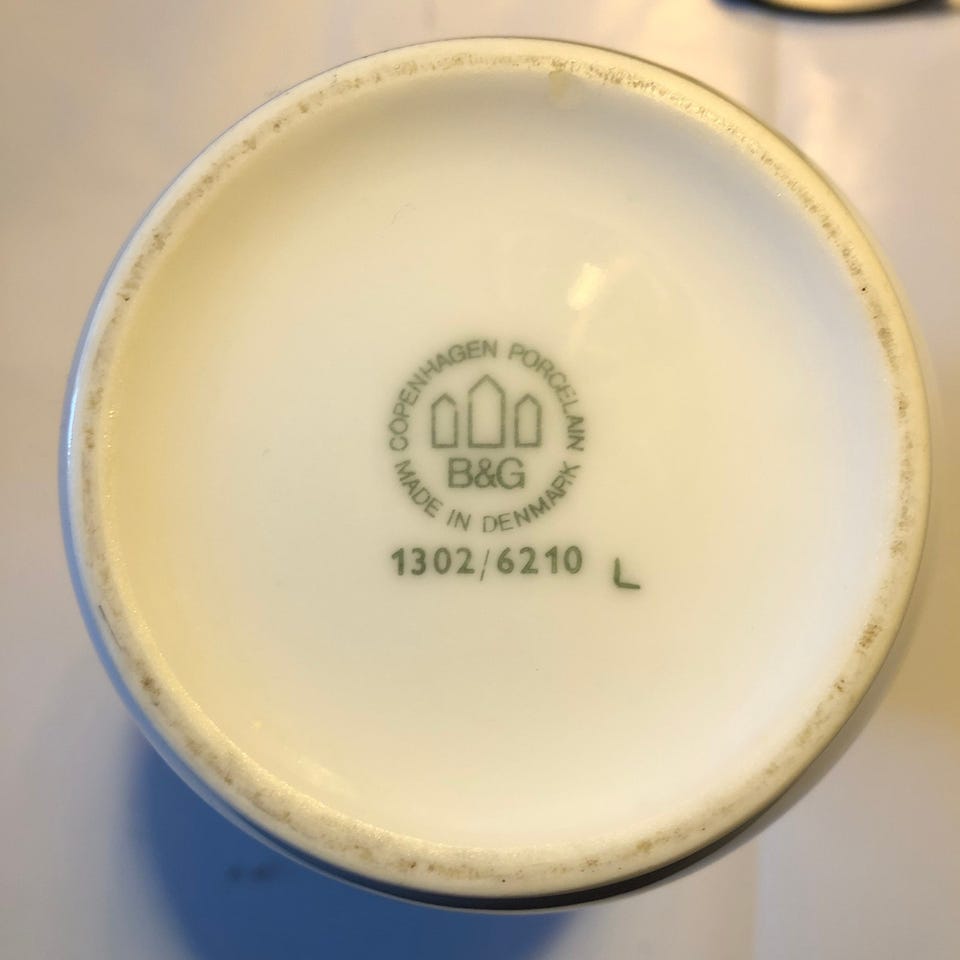 COPENHAGEN PORCELAIN
B&G
MADE IN DENMARK
1302/6210 L